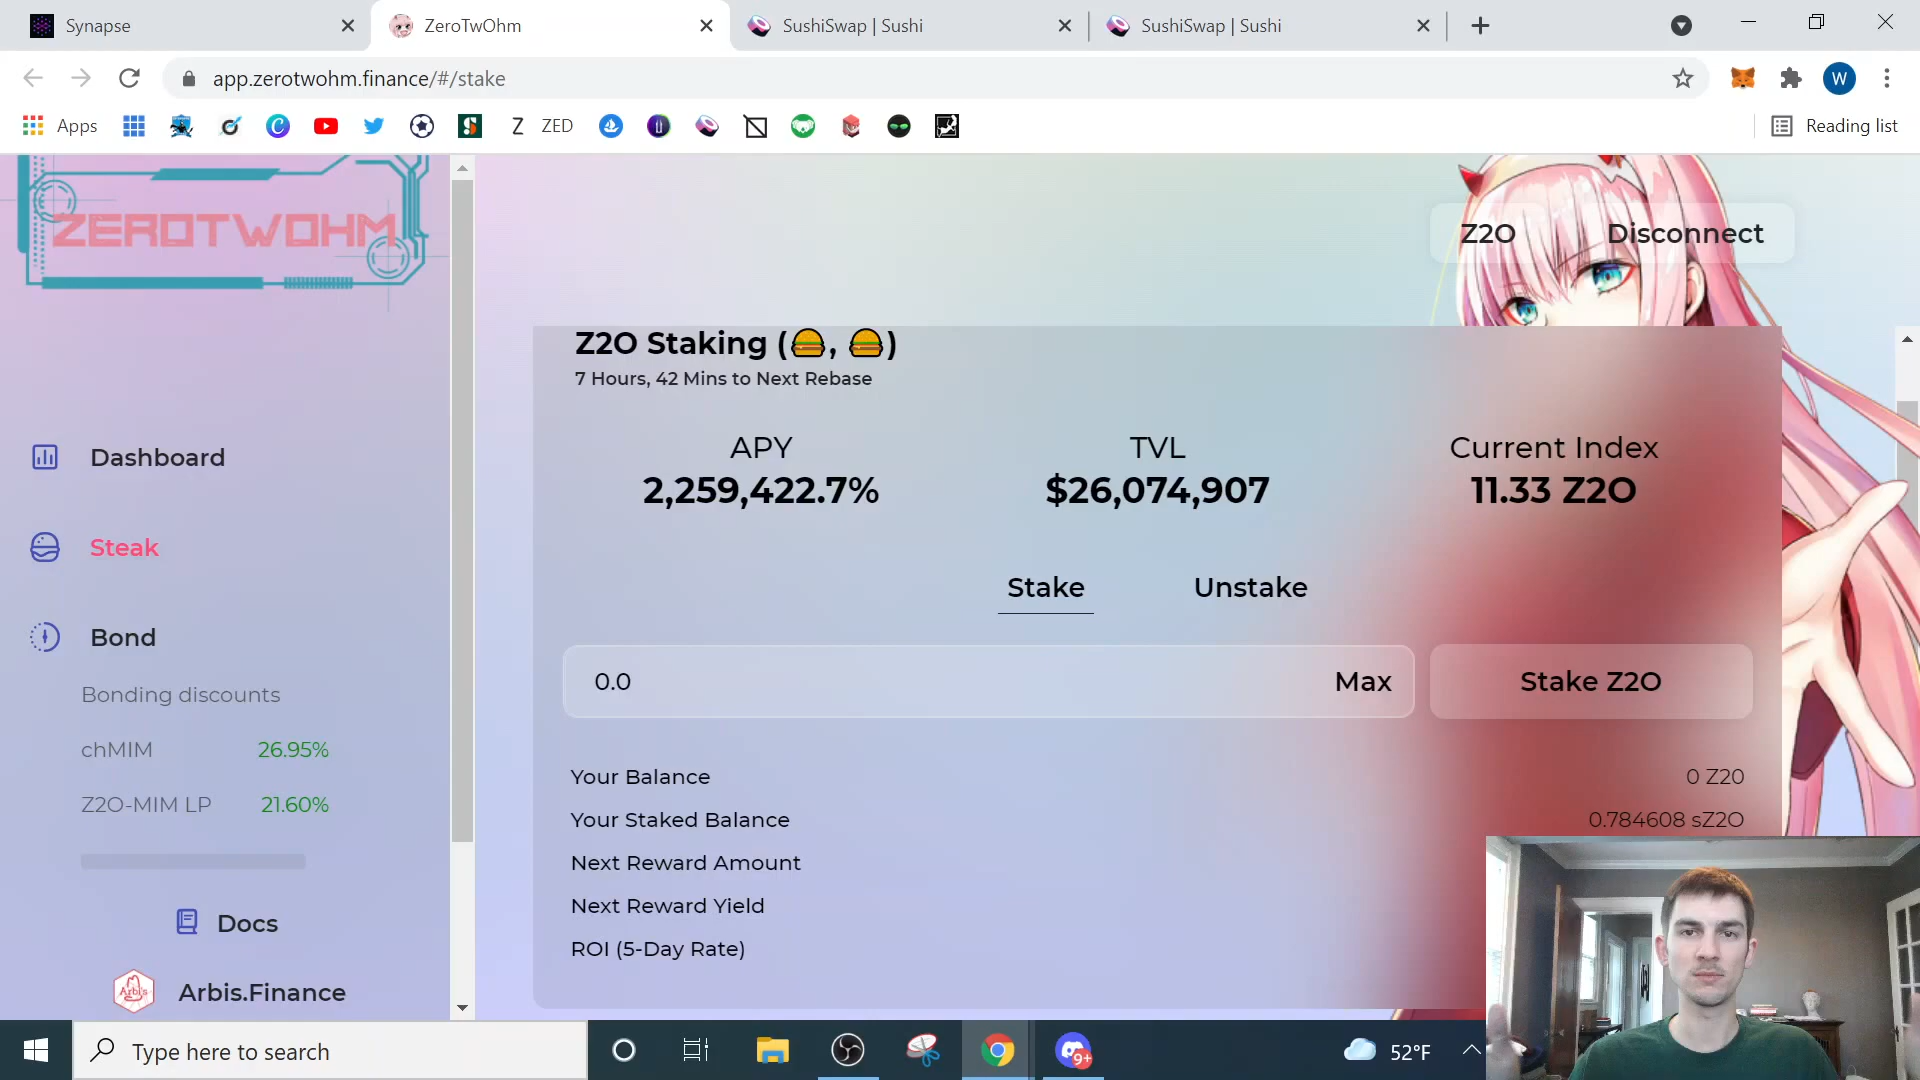 Synapse
ZeroTwOhm
SushiSwap | Sushi
SushiSwap | Sushi
app.zerotwohm.finance/#/stake
W
Apps
ZED
Reading list
ZEROTWOHM
Z2O
Disconnect
Z2O Staking (🍔, 🍔)
7 Hours, 42 Mins to Next Rebase
APY
2,259,422.7%
TVL
$26,074,907
Current Index
11.33 Z2O
Dashboard
Steak
Bond
Bonding discounts
chMIM 26.95%
Z2O-MIM LP 21.60%
Docs
Arbi's
Arbis.Finance
Stake
Unstake
0.0
Max
Stake Z2O
Your Balance 0 Z20
Your Staked Balance 0.784608 sZ2O
Next Reward Amount
Next Reward Yield
ROI (5-Day Rate)
Type here to search
9+
52°F